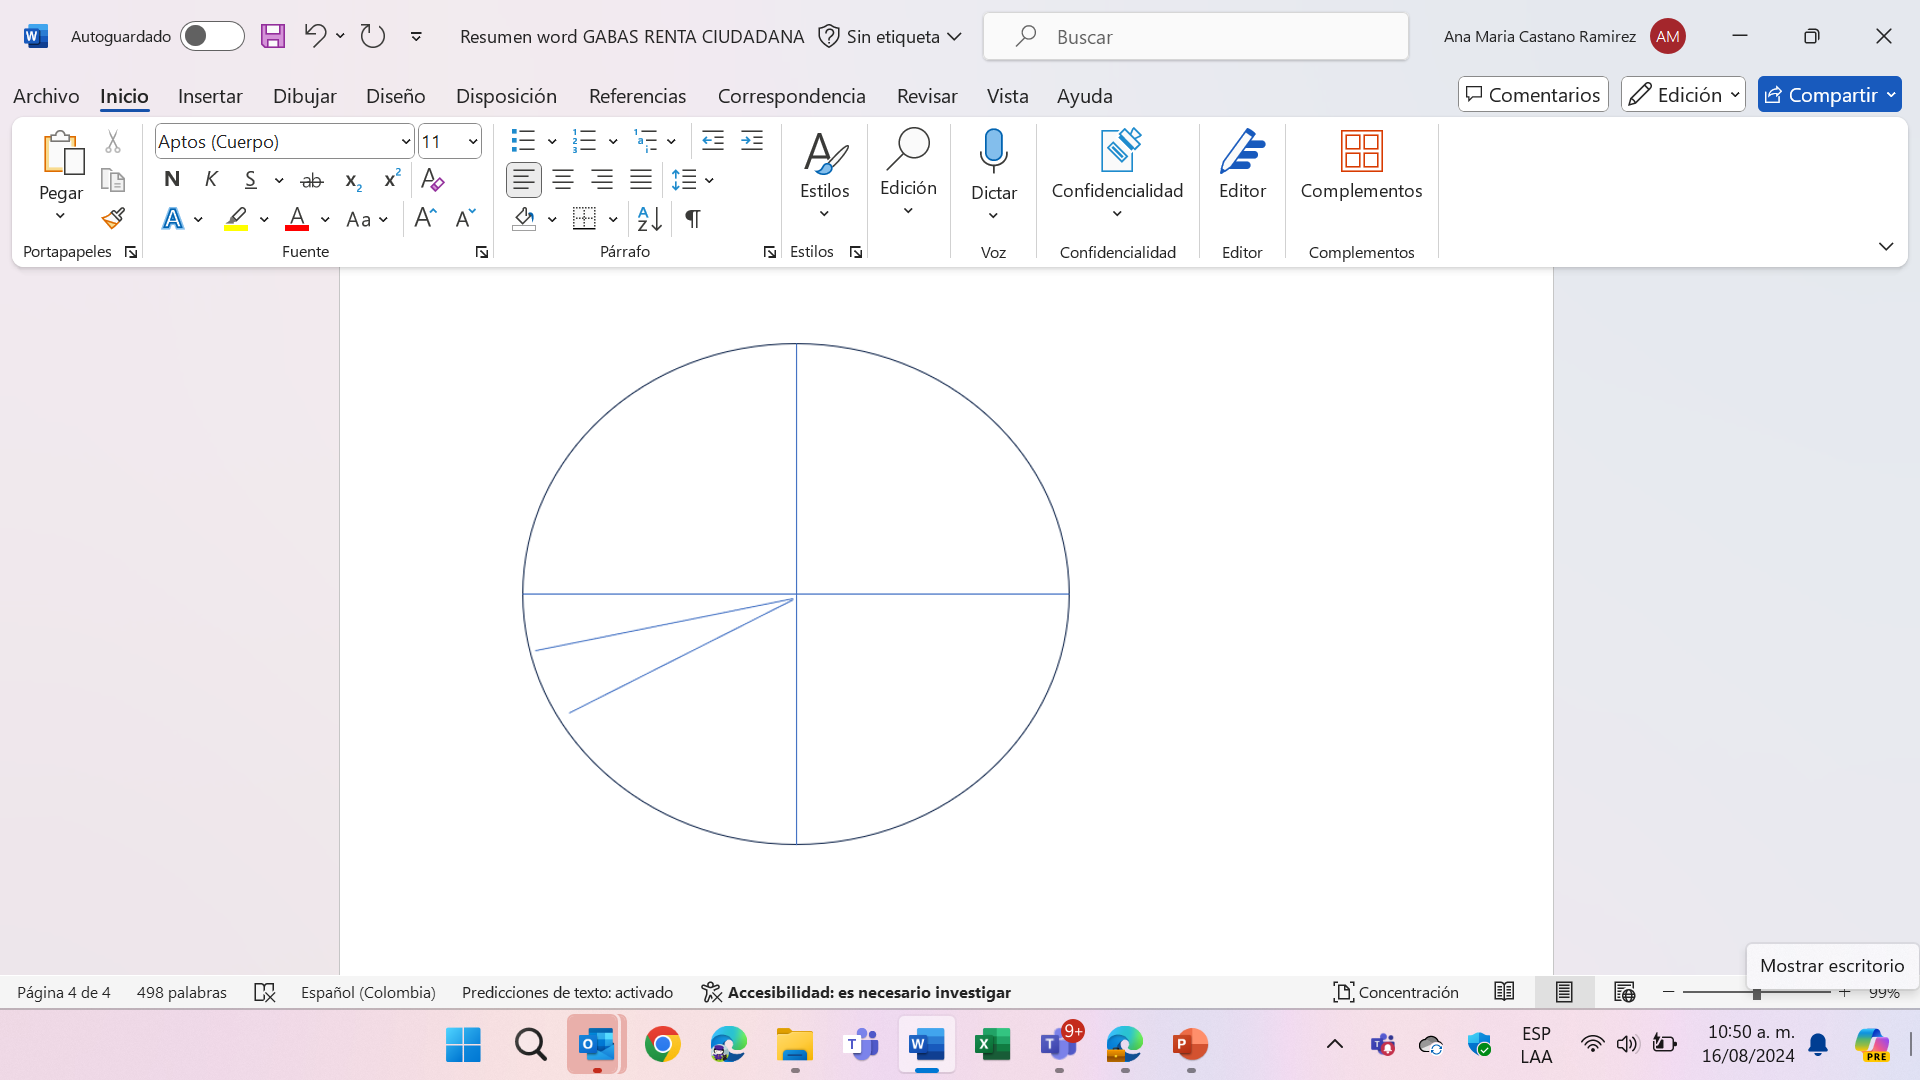 Autoguardado
Resumen word GABAS RENTA CIUDADANA
Sin etiqueta
Buscar
Ana Maria Castano Ramirez
AM
Archivo
Inicio
Insertar
Dibujar
Diseño
Disposición
Referencias
Correspondencia
Revisar
Vista
Ayuda
Comentarios
Edición
Compartir
Aptos (Cuerpo)
11
Pegar
Portapapeles
Fuente
Párrafo
Estilos
Estilos
Edición
Dictar
Voz
Confidencialidad
Confidencialidad
Editor
Editor
Complementos
Complementos
Mostrar escritorio
Página 4 de 4
498 palabras
Español (Colombia)
Predicciones de texto: activado
Accesibilidad: es necesario investigar
Concentración
99%
9+
ESP
LAA
10:50 a. m.
16/08/2024
PRE